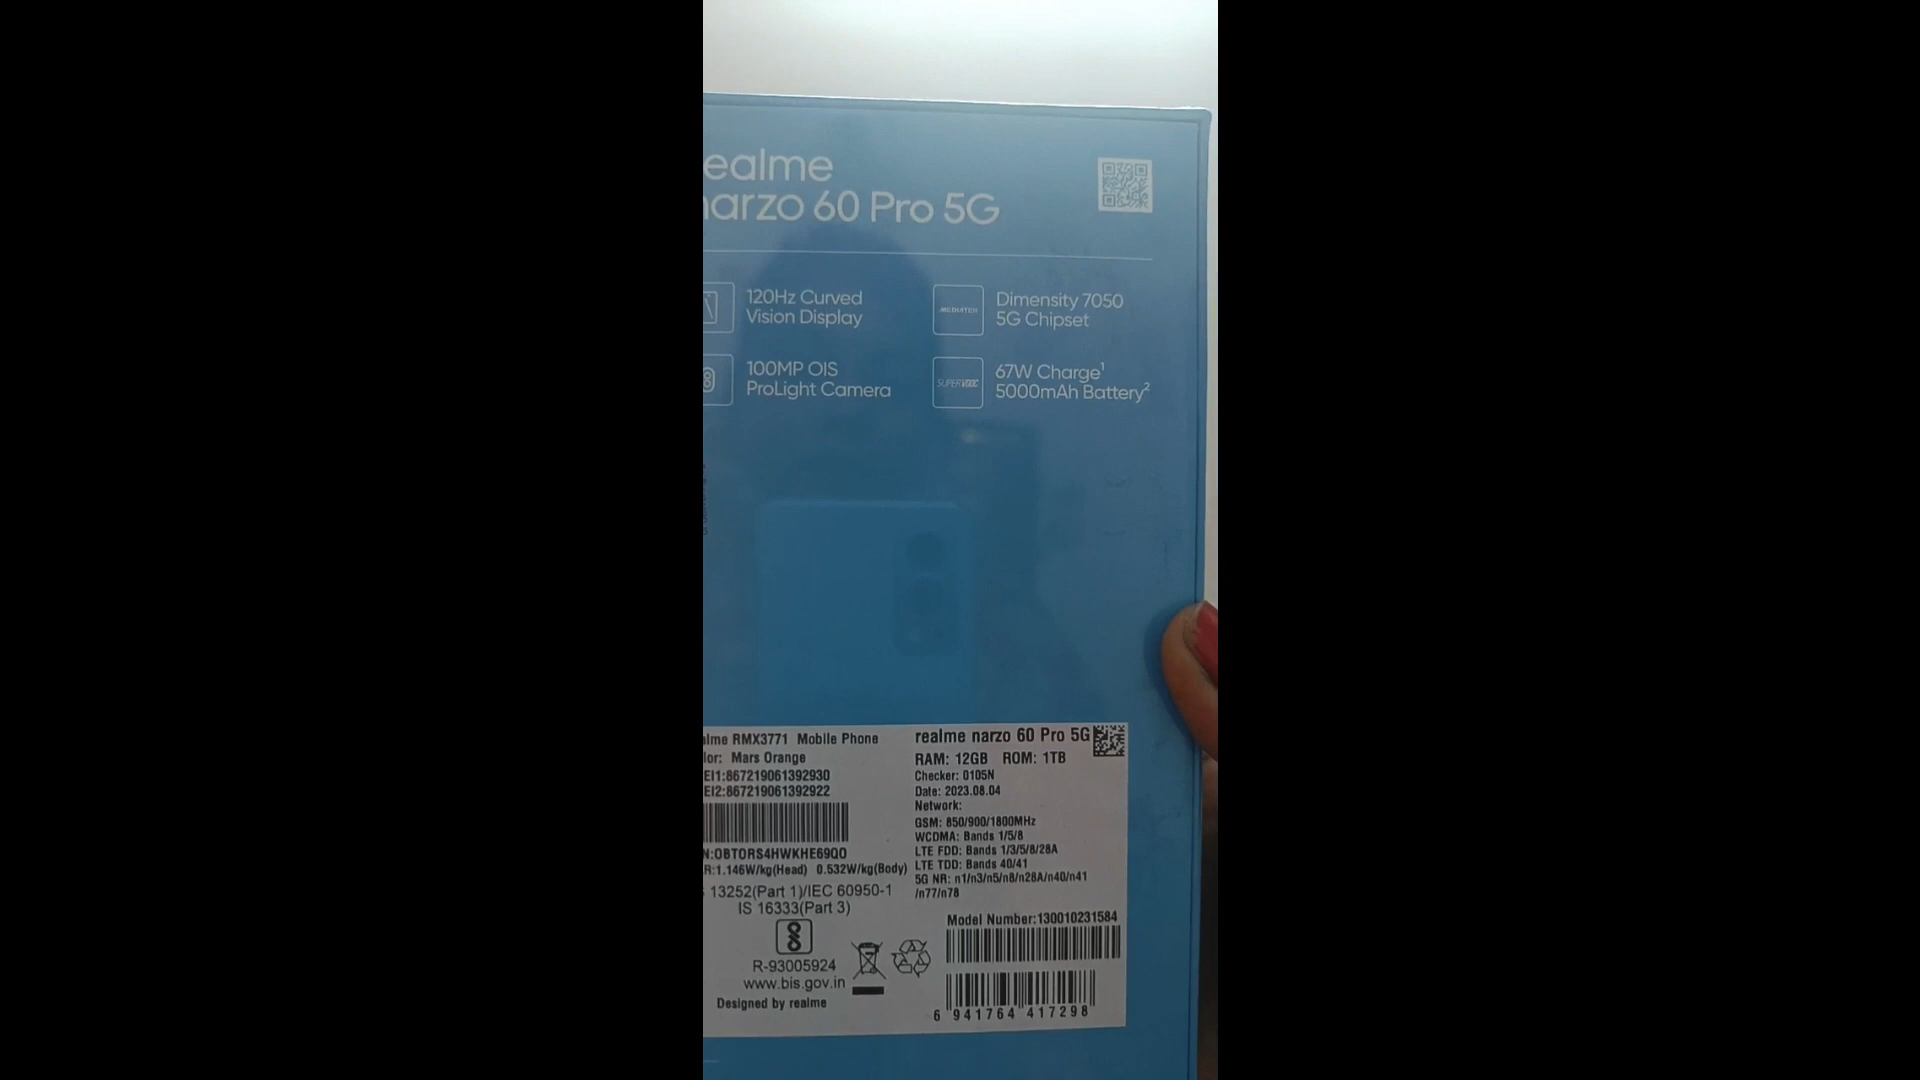 ealme
narzo 60 Pro 5G
120Hz Curved
Vision Display
MEDIATEK
Dimensity 7050
5G Chipset
100MP OIS
ProLight Camera
SUPERVOOC
67W Charge¹
5000mAh Battery²
alme RMX3771 Mobile Phone
lor: Mars Orange
EI1:867219061392930
EI2:867219061392922
N:OBTORS4HWKHE69QO
R:1.146W/kg(Head) 0.532W/kg(Body)
13252(Part 1)/IEC 60950-1
IS 16333(Part 3)
R-93005924
www.bis.gov.in
Designed by realme
realme narzo 60 Pro 5G
RAM: 12GB ROM: 1TB
Checker: 0105N
Date: 2023.08.04
Network:
GSM: 850/900/1800MHz
WCDMA: Bands 1/5/8
LTE FDD: Bands 1/3/5/8/28A
LTE TDD: Bands 40/41
5G NR: n1/n3/n5/n8/n28A/n40/n41
/n77/n78
Model Number:130010231584
6 941764 417298